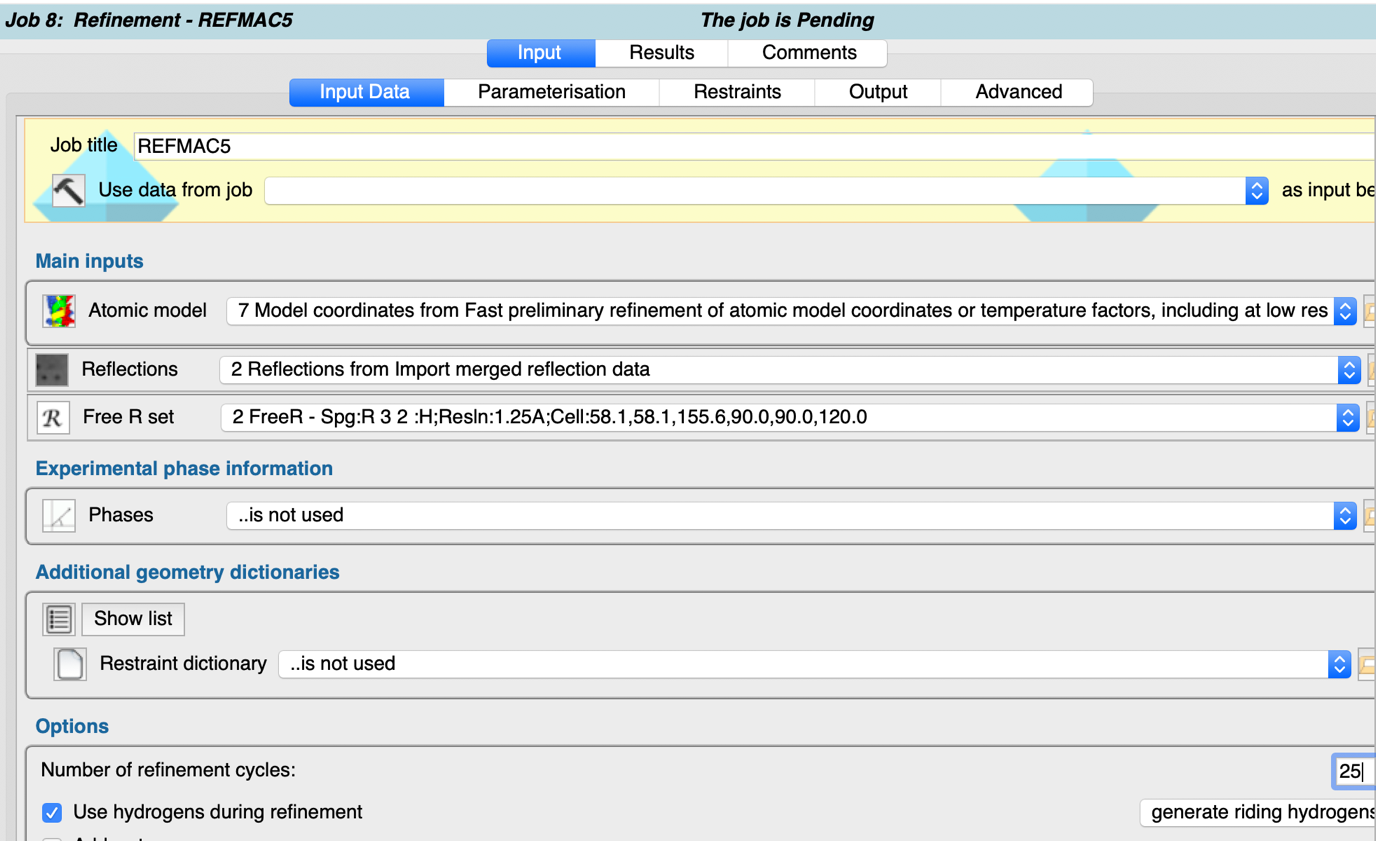 Job 8: Refinement - REFMAC5 The job is Pending
Input Results Comments
Input Data Parameterisation Restraints Output Advanced
Job title REFMAC5
Use data from job as input be
Main inputs
Atomic model 7 Model coordinates from Fast preliminary refinement of atomic model coordinates or temperature factors, including at low res
Reflections 2 Reflections from Import merged reflection data
R Free R set 2 FreeR - Spg:R 3 2 :H;Resln:1.25A;Cell:58.1,58.1,155.6,90.0,90.0,120.0
Experimental phase information
Phases ..is not used
Additional geometry dictionaries
Show list
Restraint dictionary ..is not used
Options
Number of refinement cycles: 25
Use hydrogens during refinement generate riding hydrogens